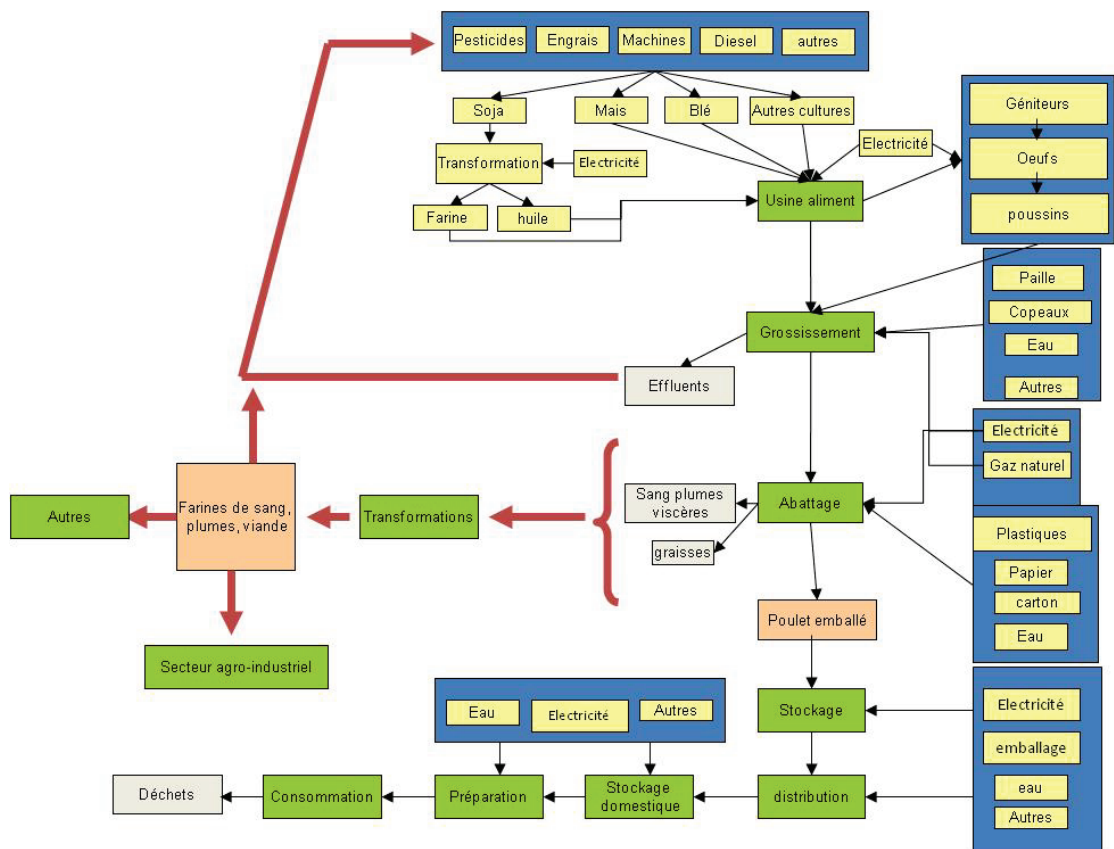 Pesticides
Engrais
Machines
Diesel
autres
Soja
Mais
Blé
Autres cultures
Géniteurs
Electricité
Transformation
Electricité
Oeufs
Farine
huile
Usine aliment
poussins
Paille
Copeaux
Grossissement
Eau
Effluents
Autres
Electricité
Gaz naturel
Autres
Farines de sang,
plumes, viande
Transformations
Sang plumes
viscères
Abattage
graisses
Plastiques
Papier
carton
Poulet emballé
Eau
Secteur agro-industriel
Eau
Electricité
Autres
Stockage
Electricité
emballage
Déchets
Consommation
Préparation
Stockage
domestique
distribution
eau
Autres